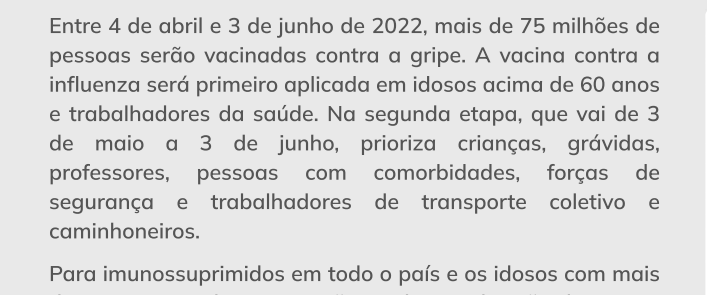 Entre 4 de abril e 3 de junho de 2022, mais de 75 milhões de
pessoas serão vacinadas contra a gripe. A vacina contra a
influenza será primeiro aplicada em idosos acima de 60 anos
e trabalhadores da saúde. Na segunda etapa, que vai de 3
de maio a 3 de junho, prioriza crianças, grávidas,
professores, pessoas com comorbidades, forças de
segurança e trabalhadores de transporte coletivo e
caminhoneiros.
Para imunossuprimidos em todo o país e os idosos com mais